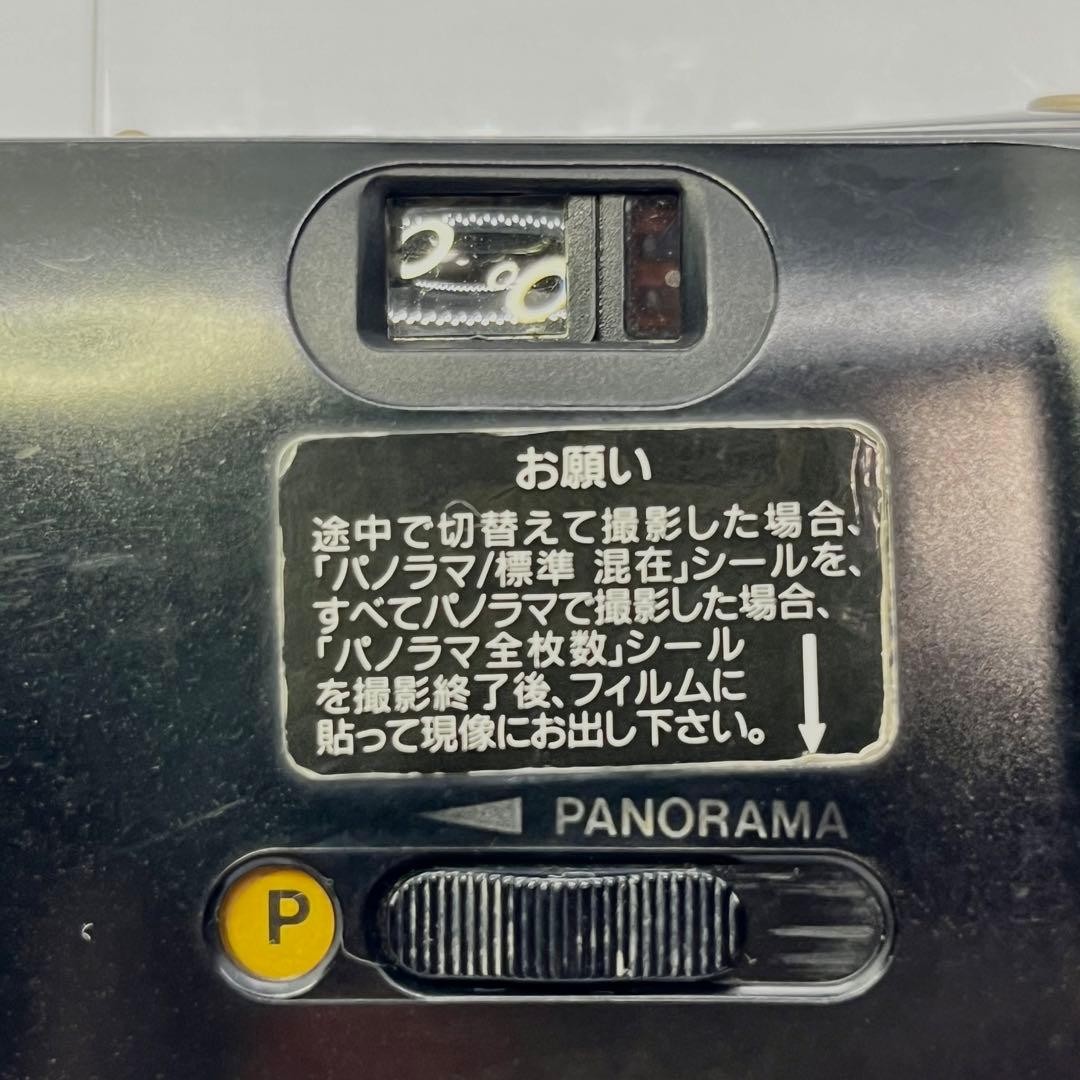 お願い
途中で切替えて撮影した場合、
「パノラマ/標準 混在」シールを、
すべてパノラマで撮影した場合、
「パノラマ全枚数」シール
を撮影終了後、フィルムに
貼って現像にお出し下さい。
PANORAMA
P